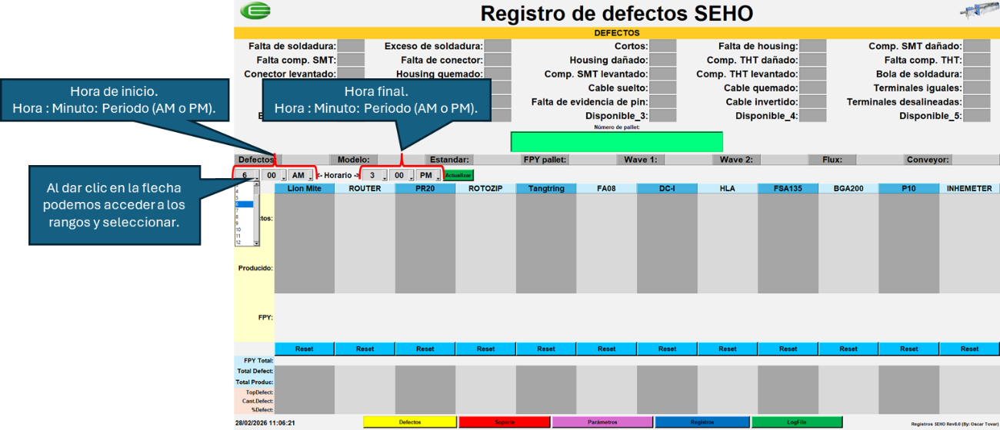 Registro de defectos SEHO
DEFECTOS
Falta de soldadura:
Exceso de soldadura:
Cortos:
Falta de housing:
Comp. SMT dañado:
Falta comp. SMT:
Falta de conector:
Housing dañado:
Comp. THT dañado:
Falta comp. THT:
Conector levantado:
Housing quemado:
Comp. SMT levantado:
Comp. THT levantado:
Bola de soldadura:
Cable suelto:
Cable quemado:
Terminales iguales:
Falta de evidencia de pin:
Cable invertido:
Terminales desalineadas:
Disponible_3:
Disponible_4:
Disponible_5:
Hora de inicio.
Hora : Minuto: Periodo (AM o PM).
Hora final.
Hora : Minuto: Periodo (AM o PM).
Número de pallet:
Defectos:
Modelo:
Estandar:
FPY pallet:
Wave 1:
Wave 2:
Flux:
Conveyor:
6 00 AM <- Horario -> 3 00 PM Actualizar
Al dar clic en la flecha
podemos acceder a los
rangos y seleccionar.
4
5
6
7
8
9
10
11
12
Lion Mite ROUTER PR20 ROTOZIP Tangtring FA08 DC-I HLA FSA135 BGA200 P10 INHEMETER
tos:
Producido:
FPY:
Reset Reset Reset Reset Reset Reset Reset Reset Reset Reset Reset Reset
FPY Total:
Total Defect:
Total Produc:
TopDefect:
Cant.Defect:
%Defect:
28/02/2026 11:06:21
Defectos
Soporte
Parámetros
Registros
LogFile
Registros SEHO Rev8.0 (By: Oscar Tovar)